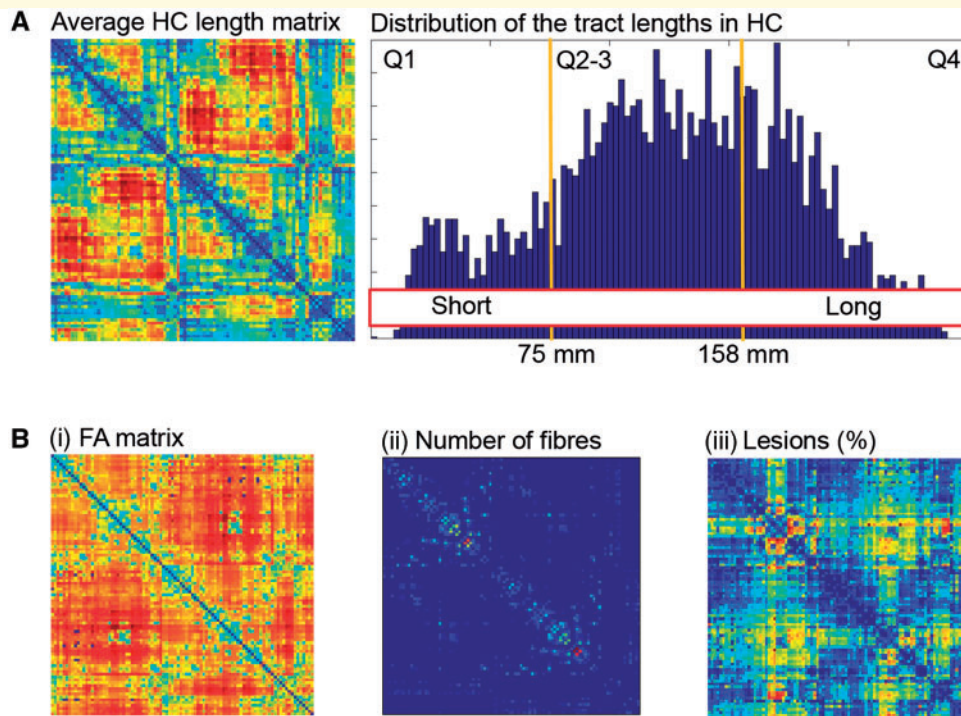 A Average HC length matrix
Distribution of the tract lengths in HC
Q1 Q2-3 Q4
Short Long
75 mm 158 mm
B (i) FA matrix
(ii) Number of fibres
(iii) Lesions (%)